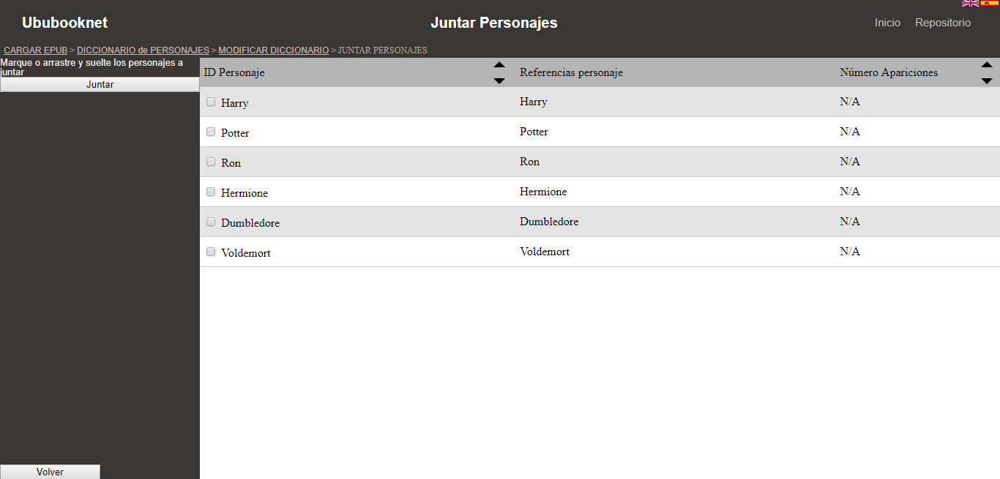 Ububooknet
Juntar Personajes
Inicio Repositorio
CARGAR EPUB > DICCIONARIO de PERSONAJES > MODIFICAR DICCIONARIO > JUNTAR PERSONAJES
Marque o arrastre y suelte los personajes a
juntar
Juntar
ID Personaje Referencias personaje Número Apariciones
Harry Harry N/A
Potter Potter N/A
Ron Ron N/A
Hermione Hermione N/A
Dumbledore Dumbledore N/A
Voldemort Voldemort N/A
Volver